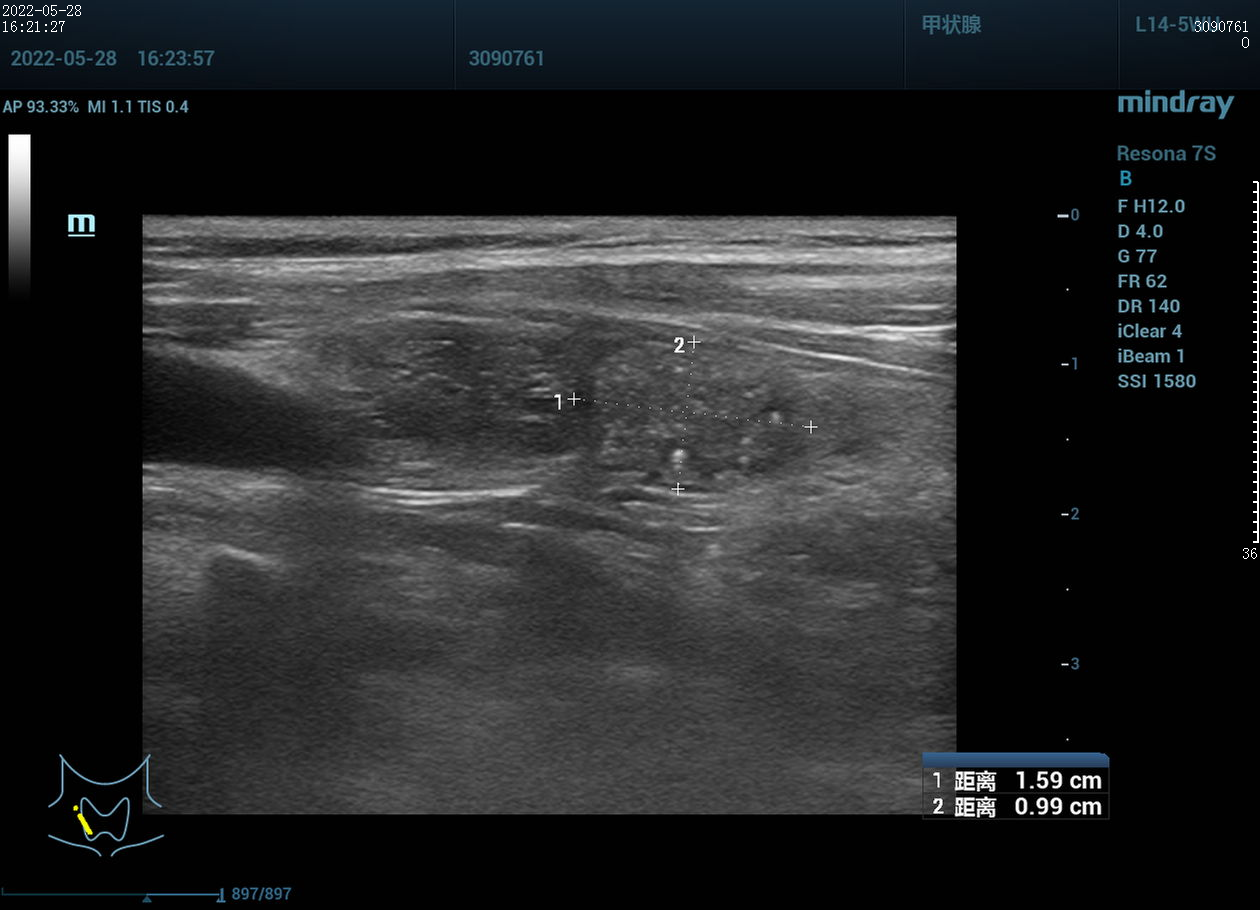 2022-05-28
16:21:27
2022-05-28 16:23:57
3090761
甲状腺
L14-5W
3090761
0
AP 93.33% MI 1.1 TIS 0.4
mindray
Resona 7S
B
F H12.0
D 4.0
G 77
FR 62
DR 140
iClear 4
iBeam 1
SSI 1580
m
0
1
2
3
36
2
1
1 距离 1.59 cm
2 距离 0.99 cm
897/897